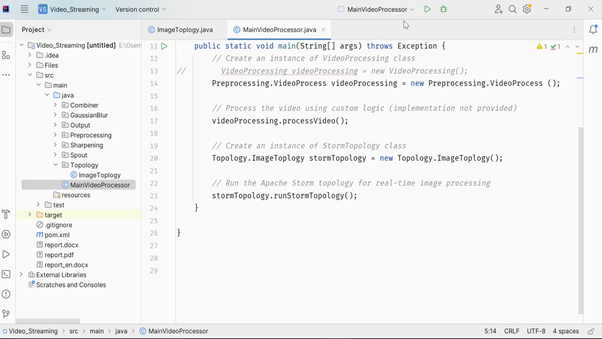 VS Video_Streaming Version control MainVideoProcessor
Project ImageToplogy.java MainVideoProcessor.java
Video_Streaming [untitled] E:\Users
.idea
Files
src
main
java
Combiner
GaussianBlur
Output
Preprocessing
Sharpening
Spout
Topology
ImageToplogy
MainVideoProcessor
resources
test
target
.gitignore
pom.xml
report.docx
report.pdf
report_en.docx
External Libraries
Scratches and Consoles
11 public static void main(String[] args) throws Exception { 1 1
12 // Create an instance of VideoProcessing class
13 // VideoProcessing videoProcessing = new VideoProcessing();
14 Preprocessing.VideoProcess videoProcessing = new Preprocessing.VideoProcess ();
15
16 // Process the video using custom logic (implementation not provided)
17 videoProcessing.processVideo();
18
19 // Create an instance of StormTopology class
20 Topology.ImageToplogy stormTopology = new Topology.ImageToplogy();
21
22 // Run the Apache Storm topology for real-time image processing
23 stormTopology.runStormTopology();
24 }
25
26 }
27
28
29
Video_Streaming > src > main > java > MainVideoProcessor 5:14 CRLF UTF-8 4 spaces